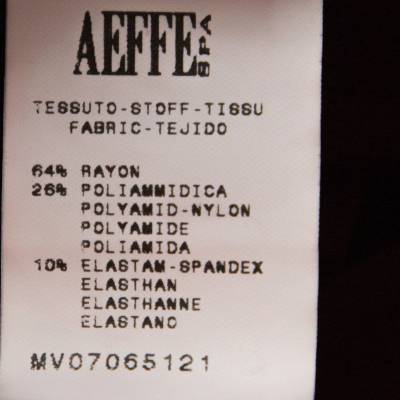 AEFFE SPA
TESSUTO-STOFF-TISSU
FABRIC-TEJIDO
64% RAYON
26% POLIAMMIDICA
POLYAMID-NYLON
POLYAMIDE
POLIAMIDA
10% ELASTAM-SPANDEX
ELASTHAN
ELASTHANNE
ELASTANO
MV07065121